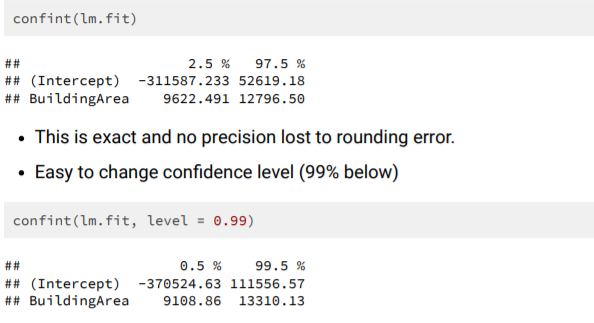 confint(lm.fit)
## 2.5 % 97.5 %
## (Intercept) -311587.233 52619.18
## BuildingArea 9622.491 12796.50
• This is exact and no precision lost to rounding error.
• Easy to change confidence level (99% below)
confint(lm.fit, level = 0.99)
## 0.5 % 99.5 %
## (Intercept) -370524.63 111556.57
## BuildingArea 9108.86 13310.13